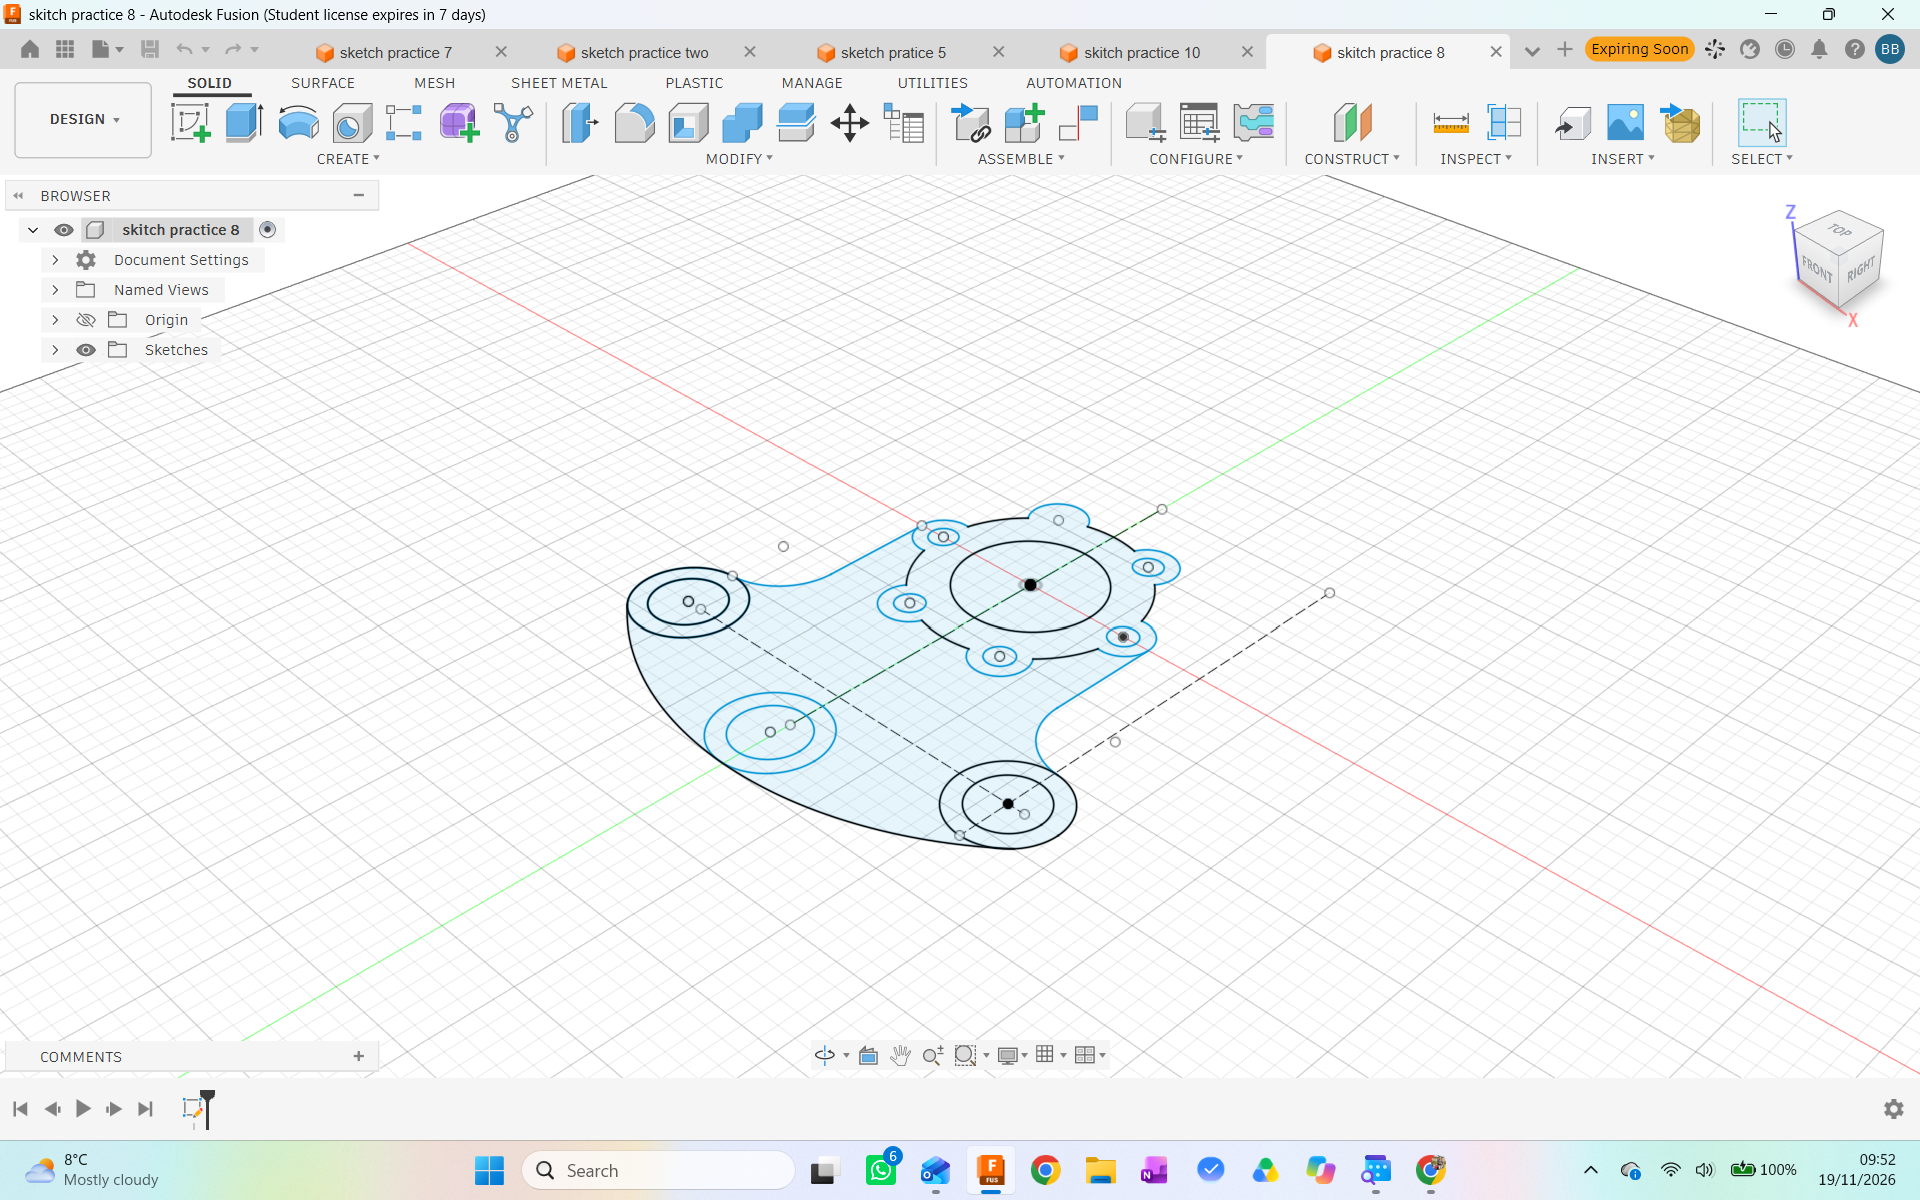 skitch practice 8 - Autodesk Fusion (Student license expires in 7 days)
sketch practice 7
sketch practice two
sketch pratice 5
skitch practice 10
skitch practice 8
Expiring Soon
BB
DESIGN
SOLID
SURFACE
MESH
SHEET METAL
PLASTIC
MANAGE
UTILITIES
AUTOMATION
CREATE
MODIFY
ASSEMBLE
CONFIGURE
CONSTRUCT
INSPECT
INSERT
SELECT
BROWSER
skitch practice 8
Document Settings
Named Views
Origin
Sketches
Z
TOP
FRONT
RIGHT
X
COMMENTS
8°C
Mostly cloudy
Search
6
F
FUS
100%
09:52
19/11/2026